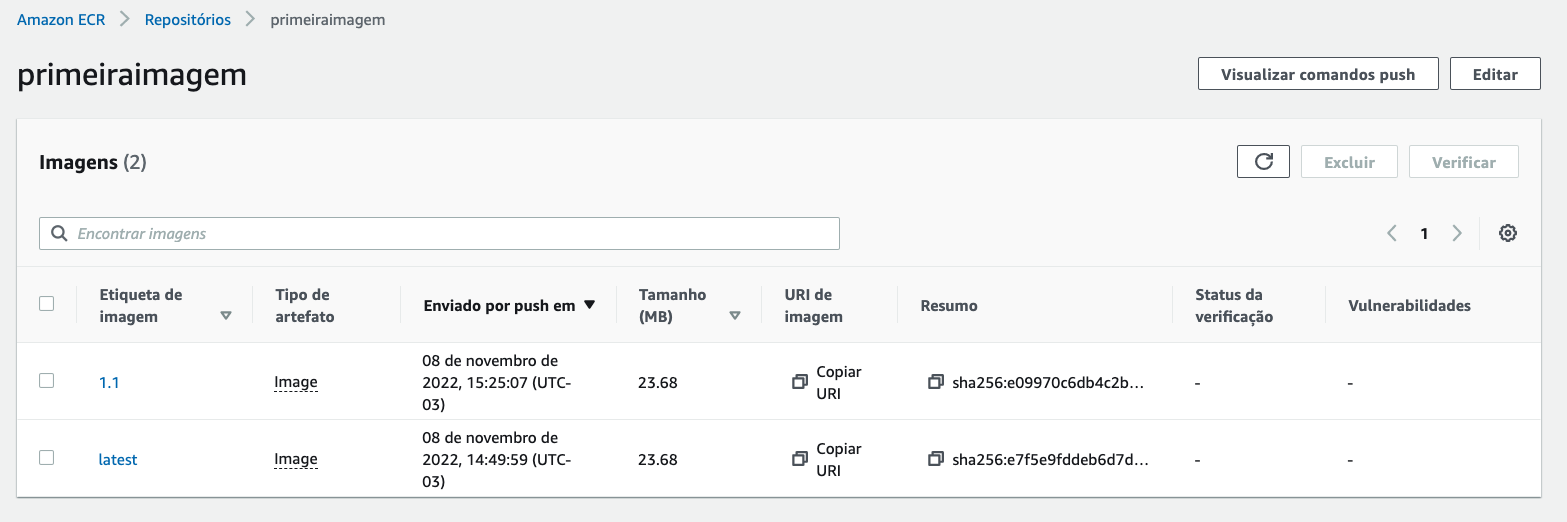 Amazon ECR > Repositórios > primeiraimagem
primeiraimagem
Visualizar comandos push
Editar
Imagens (2)
Excluir
Verificar
Encontrar imagens
1
Etiqueta de imagem
Tipo de artefato
Enviado por push em
Tamanho (MB)
URI de imagem
Resumo
Status da verificação
Vulnerabilidades
1.1
Image
08 de novembro de
2022, 15:25:07 (UTC-
03)
23.68
Copiar
URI
sha256:e09970c6db4c2b...
-
-
latest
Image
08 de novembro de
2022, 14:49:59 (UTC-
03)
23.68
Copiar
URI
sha256:e7f5e9fddeb6d7d...
-
-